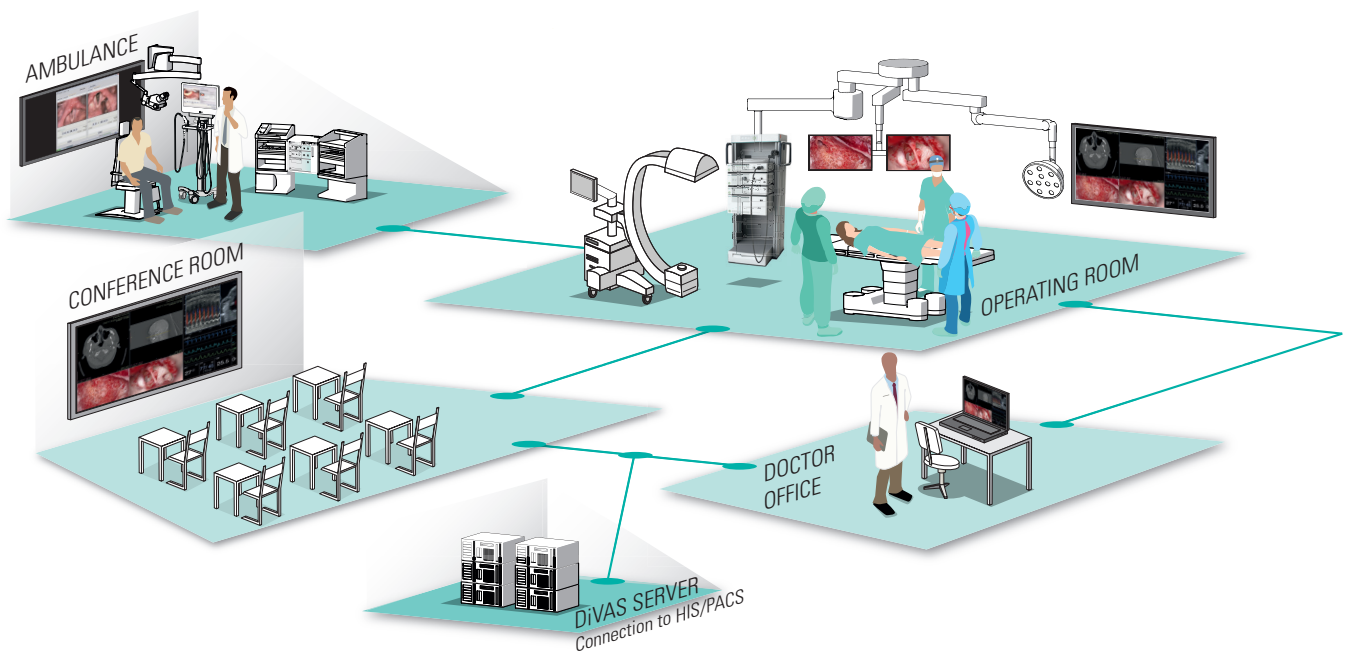 AMBULANCE
CONFERENCE ROOM
OPERATING ROOM
DOCTOR
OFFICE
DiVAS SERVER
Connection to HIS/PACS